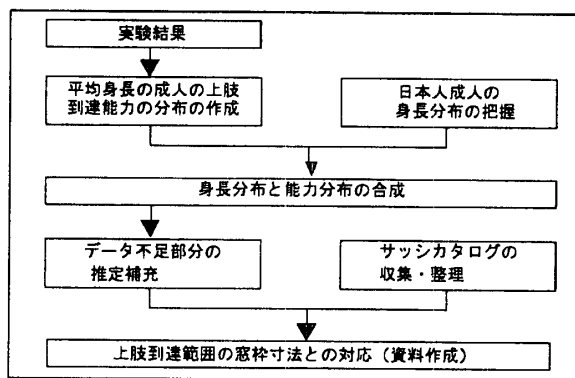 実験結果
平均身長の成人の上肢
到達能力の分布の作成
日本人成人の
身長分布の把握
身長分布と能力分布の合成
データ不足部分の
推定補充
サッシカタログの
収集・整理
上肢到達範囲の窓枠寸法との対応（資料作成）